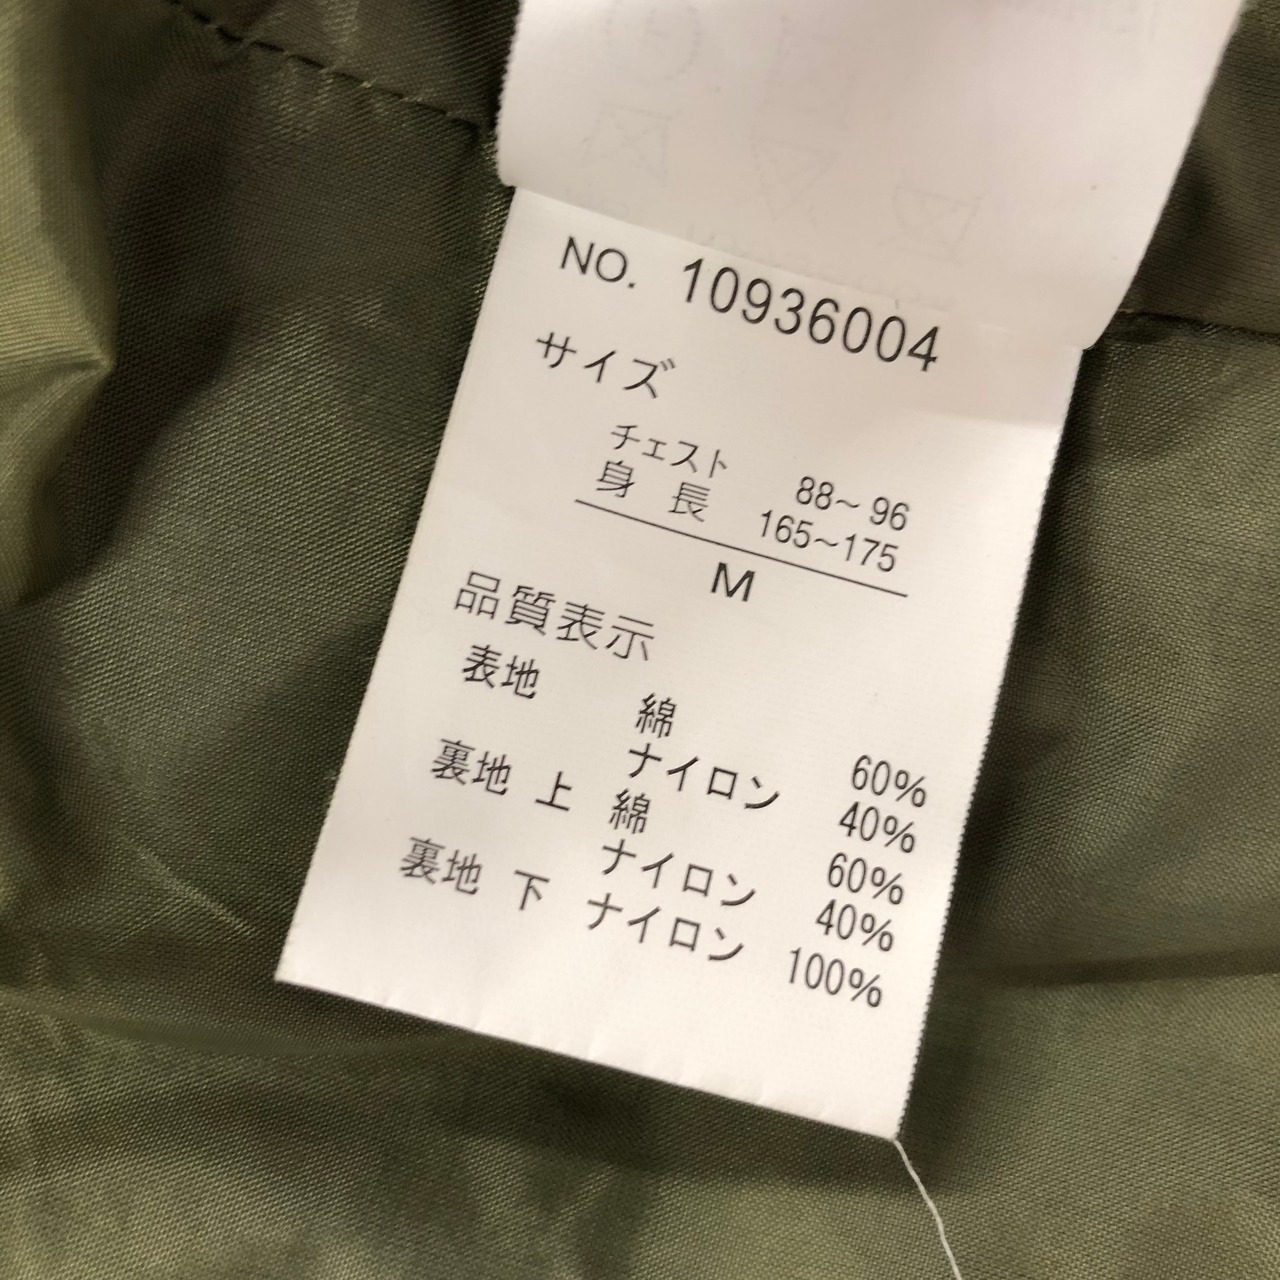 NO. 10936004
サイズ
チェスト 88~96
身長 165~175
M
品質表示
表地 綿 60%
ナイロン 40%
裏地 上 綿 60%
ナイロン 40%
裏地 下 ナイロン 100%